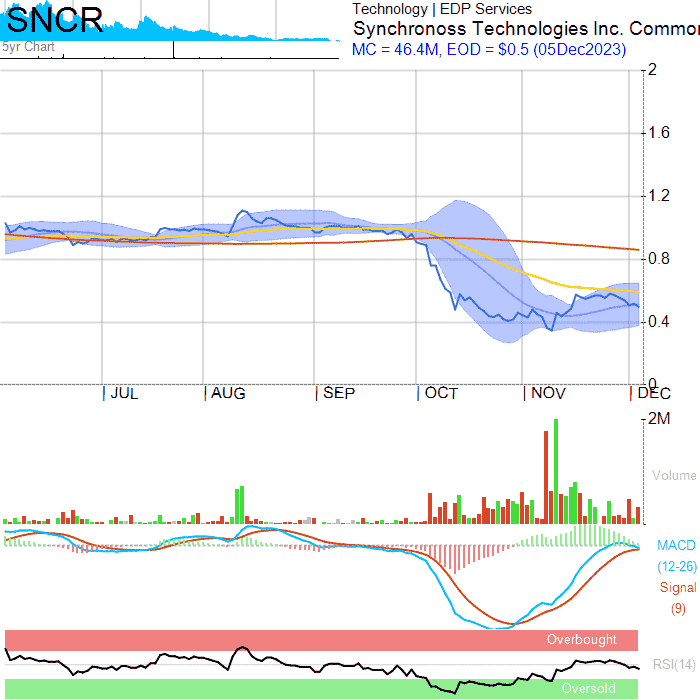 SNCR
5yr Chart
Technology | EDP Services
Synchronoss Technologies Inc. Common
MC = 46.4M, EOD = $0.5 (05Dec2023)
2
1.6
1.2
0.8
0.4
0
JUL AUG SEP OCT NOV DEC
2M
Volume
MACD
(12-26)
Signal
(9)
Overbought
RSI(14)
Oversold